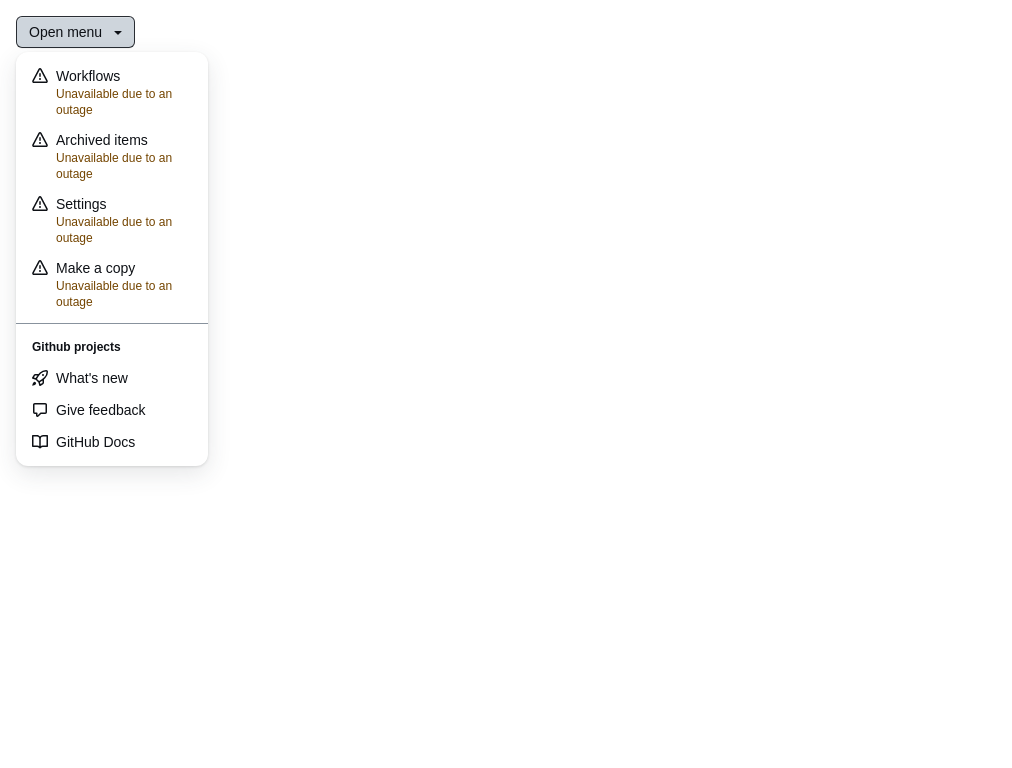 Open menu
Workflows
Unavailable due to an
outage
Archived items
Unavailable due to an
outage
Settings
Unavailable due to an
outage
Make a copy
Unavailable due to an
outage
Github projects
What's new
Give feedback
GitHub Docs